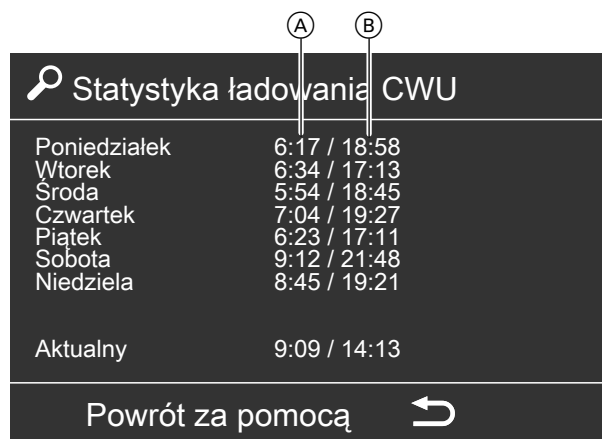 A B
Statystyka ładowania CWU
Poniedziałek 6:17 / 18:58
Wtorek 6:34 / 17:13
Środa 5:54 / 18:45
Czwartek 7:04 / 19:27
Piątek 6:23 / 17:11
Sobota 9:12 / 21:48
Niedziela 8:45 / 19:21
Aktualny 9:09 / 14:13
Powrót za pomocą